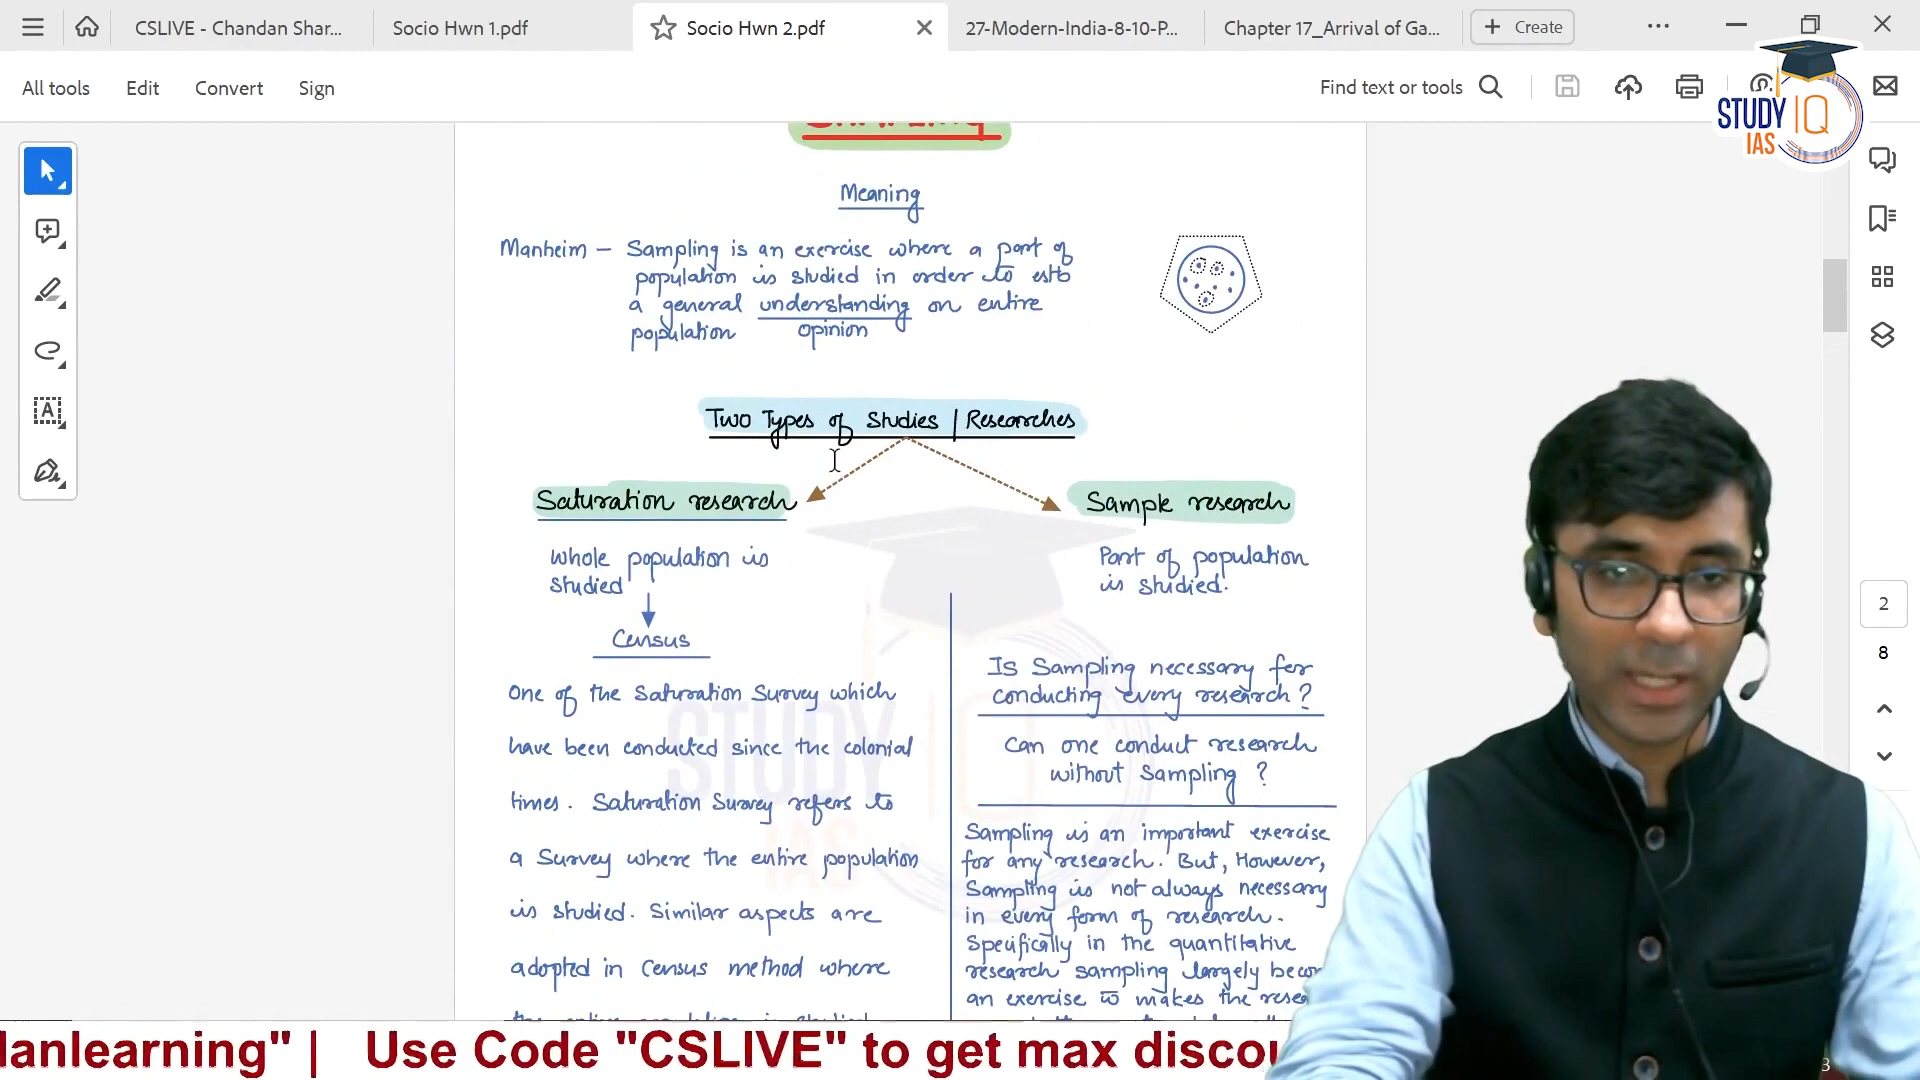 CSLIVE - Chandan Shar...
Socio Hwn 1.pdf
Socio Hwn 2.pdf
27-Modern-India-8-10-P...
Chapter 17_Arrival of Ga...
Create
All tools
Edit
Convert
Sign
Find text or tools
STUDY IQ
IAS
Meaning
Manheim – Sampling is an exercise where a part of
population is studied in order to estb
a general understanding on entire
population opinion
Two Types of Studies | Researches
Saturation research
Sample research
Whole population is
studied
Part of population
is studied.
Census
One of the Saturation Survey which
have been conducted since the colonial
times. Saturation Survey refers to
a Survey where the entire population
is studied. Similar aspects are
adopted in Census method where
Is Sampling necessary for
conducting every research?
Can one conduct research
without Sampling ?
Sampling is an important exercise
for any research. But, However,
Sampling is not always necessary
in every form of research.
Specifically in the quantitative
research sampling largely becom
an exercise to makes the resea
STUDY IQ
IAS
2
8
lanlearning" | Use Code "CSLIVE" to get max discou
3